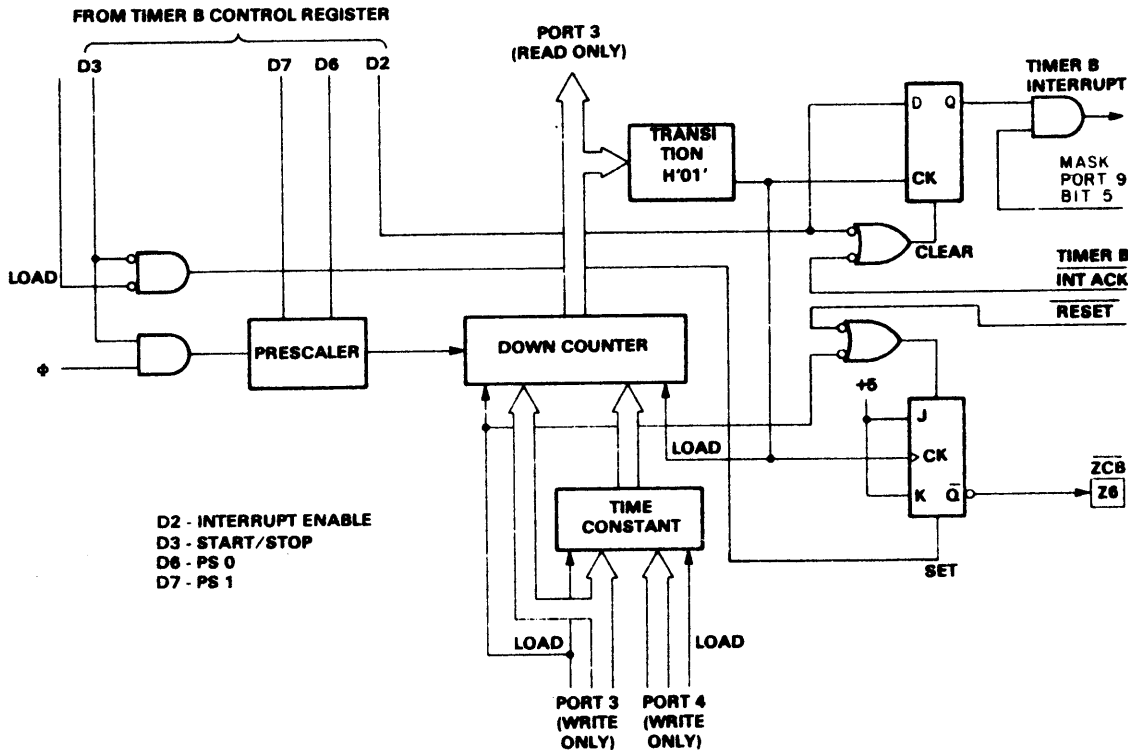 FROM TIMER B CONTROL REGISTER
D3
D7
D6
D2
PORT 3
(READ ONLY)
TRANSI
TION
H'01'
D
Q
CK
TIMER B
INTERRUPT
MASK
PORT 9
BIT 5
CLEAR
TIMER B
INT ACK
RESET
LOAD
Φ
PRESCALER
DOWN COUNTER
+5
J
CK
K
Q
ZCB
Z6
LOAD
TIME
CONSTANT
SET
D2 - INTERRUPT ENABLE
D3 - START/STOP
D6 - PS 0
D7 - PS 1
LOAD
LOAD
PORT 3
(WRITE
ONLY)
PORT 4
(WRITE
ONLY)